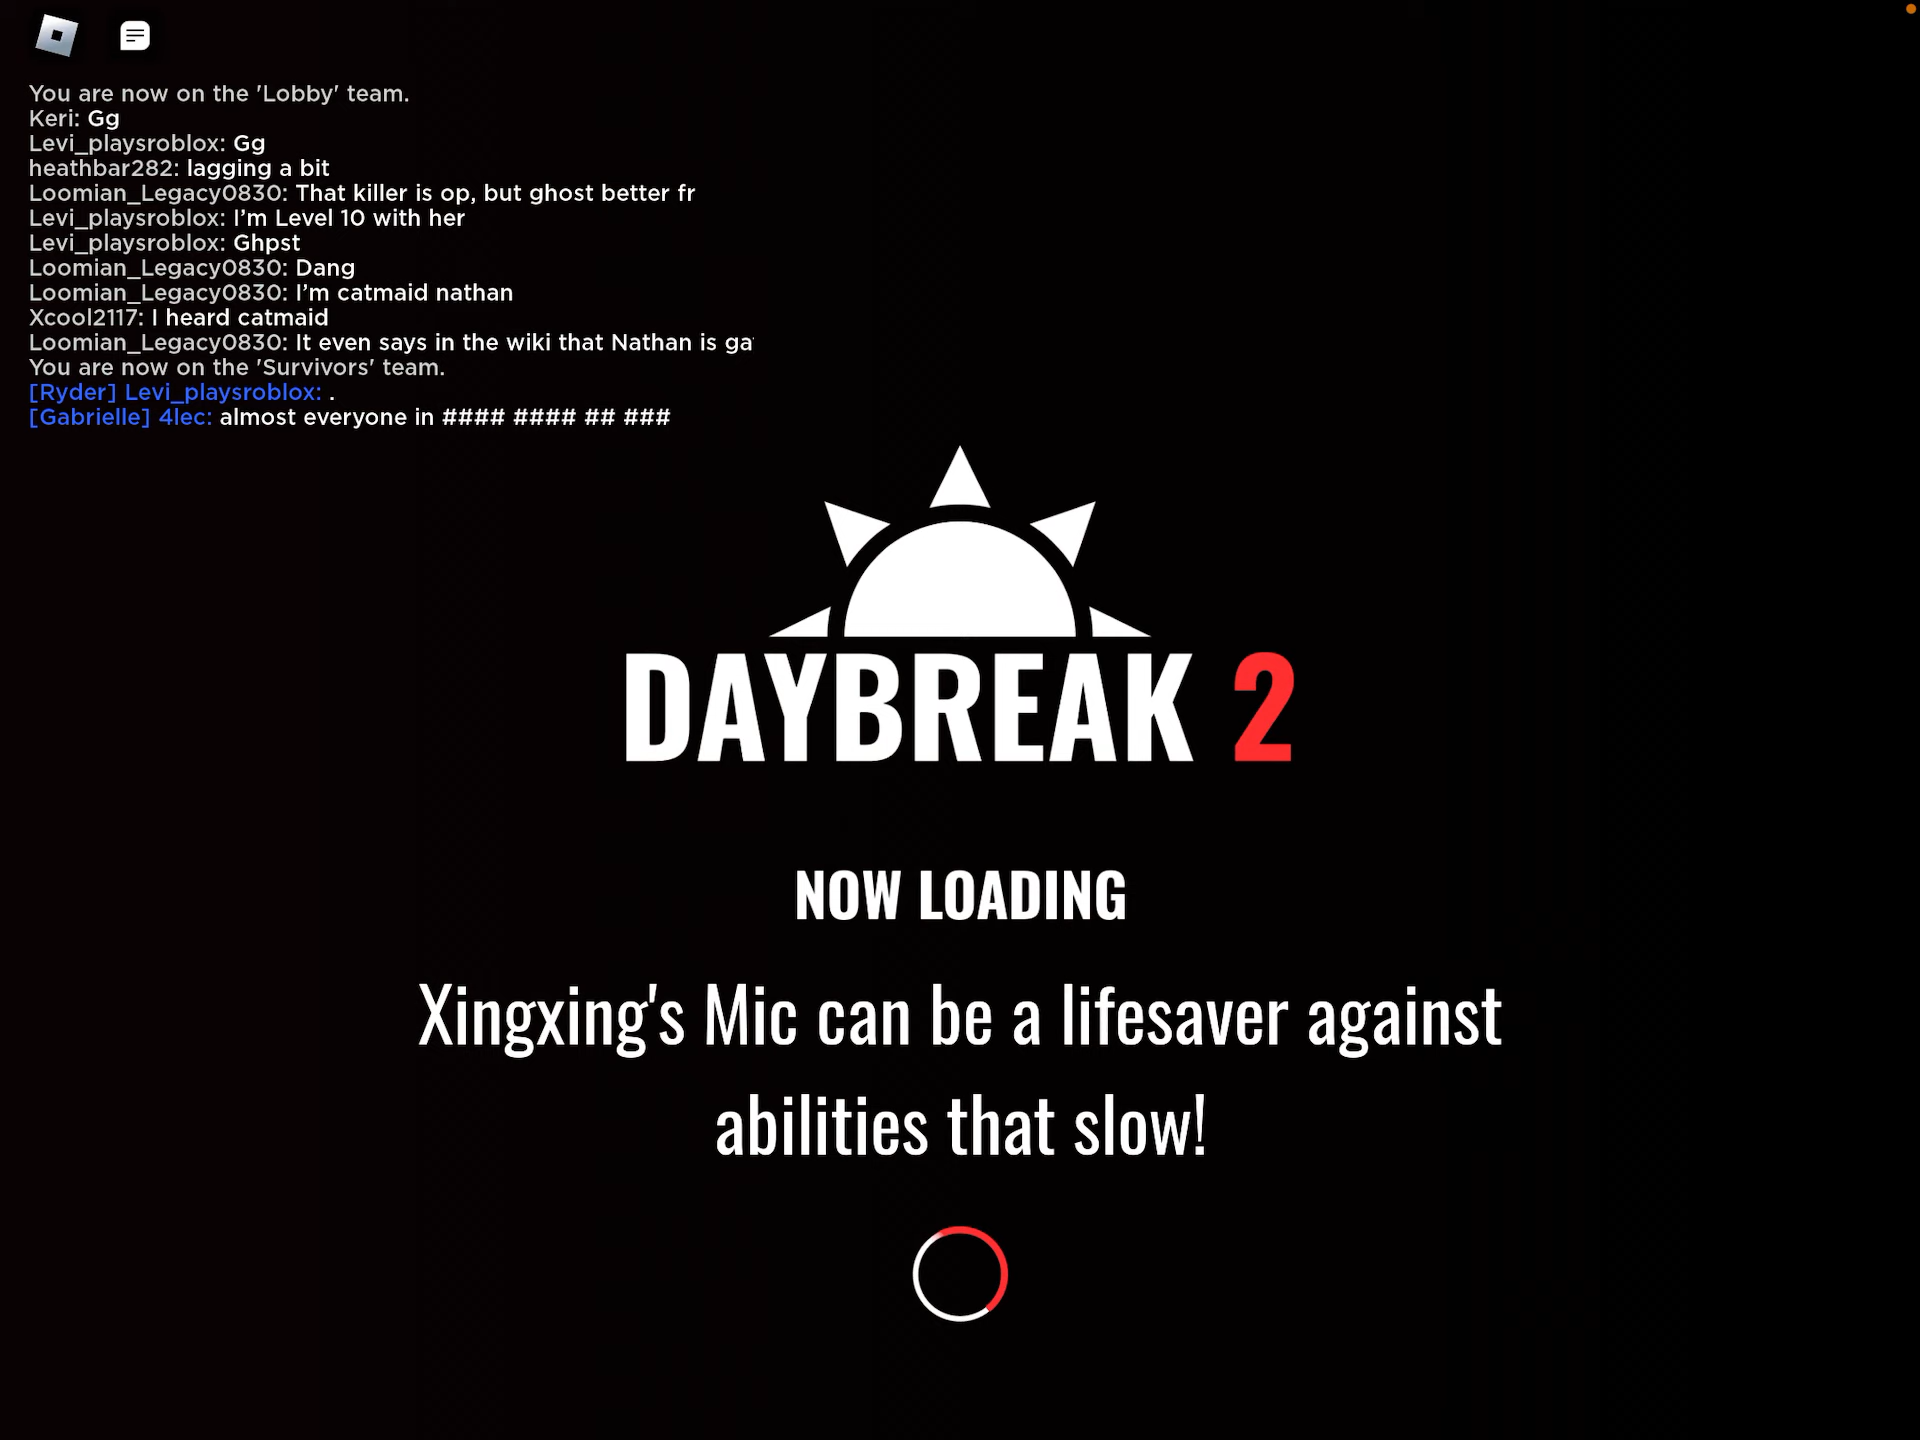 You are now on the 'Lobby' team.
Keri: Gg
Levi_playsroblox: Gg
heathbar282: lagging a bit
Loomian_Legacy0830: That killer is op, but ghost better fr
Levi_playsroblox: I’m Level 10 with her
Levi_playsroblox: Ghpst
Loomian_Legacy0830: Dang
Loomian_Legacy0830: I’m catmaid nathan
Xcool2117: I heard catmaid
Loomian_Legacy0830: It even says in the wiki that Nathan is
You are now on the 'Survivors' team.
[Ryder] Levi_playsroblox: .
[Gabrielle] 4lec: almost everyone in #### #### ## ###
DAYBREAK 2
NOW LOADING
Xingxing's Mic can be a lifesaver against
abilities that slow!